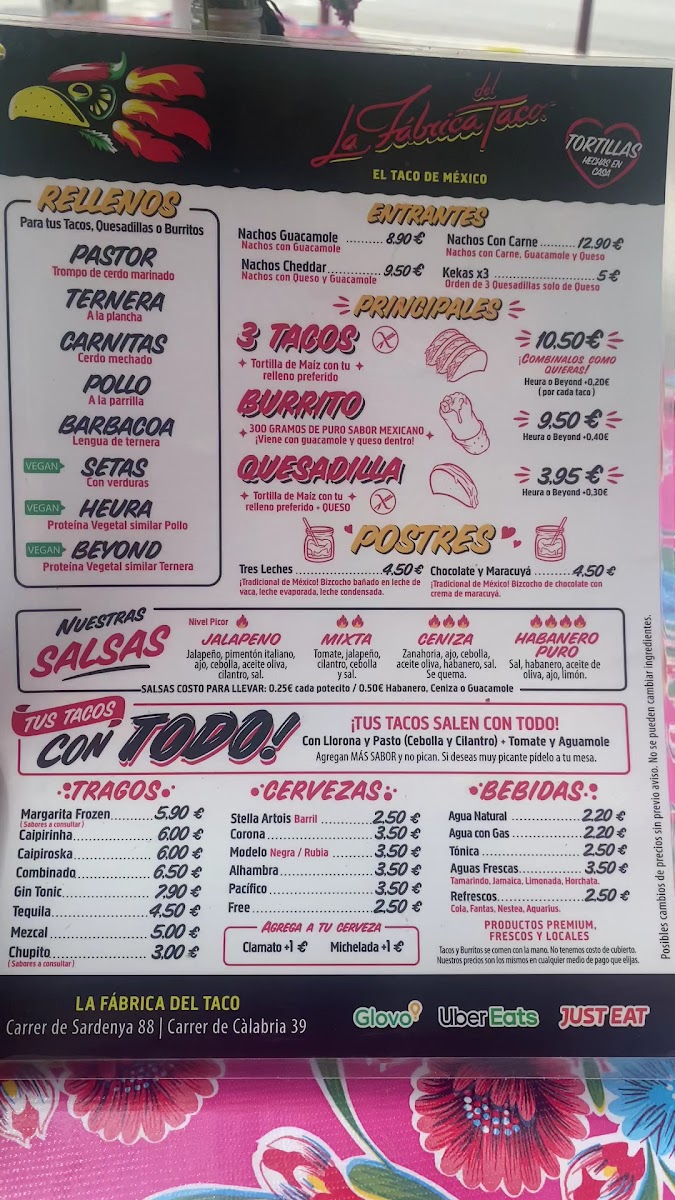 La Fábrica del Taco
EL TACO DE MÉXICO
TORTILLAS
HECHAS EN
CASA
RELLENOS
Para tus Tacos, Quesadillas o Burritos
PASTOR
Trompo de cerdo marinado
TERNERA
A la plancha
CARNITAS
Cerdo mechado
POLLO
A la parrilla
BARBACOA
Lengua de ternera
VEGAN SETAS
Con verduras
VEGAN HEURA
Proteína Vegetal similar Pollo
VEGAN BEYOND
Proteína Vegetal similar Ternera
ENTRANTES
Nachos Guacamole ........ 8.90 €
Nachos con Guacamole
Nachos Cheddar ........ 9.50 €
Nachos con Queso y Guacamole
Nachos Con Carne ........ 12.90 €
Nachos con Carne, Guacamole y Queso
Kekas x3 ........ 5 €
Orden de 3 Quesadillas solo de Queso
PRINCIPALES
3 TACOS
Tortilla de Maíz con tu
relleno preferido
10,50 €
¡COMBINALOS COMO
QUIERAS!
Heura o Beyond +0,20€
(por cada taco)
BURRITO
300 GRAMOS DE PURO SABOR MEXICANO
¡Viene con guacamole y queso dentro!
9,50 €
Heura o Beyond +0,40€
QUESADILLA
Tortilla de Maíz con tu
relleno preferido + QUESO
3,95 €
Heura o Beyond +0,30€
POSTRES
Tres Leches ........ 4.50 €
¡Tradicional de México! Bizcocho bañado en leche de
vaca, leche evaporada, leche condensada.
Chocolate y Maracuyá ........ 4.50 €
¡Tradicional de México! Bizcocho de chocolate con
crema de maracuyá.
NUESTRAS
SALSAS
Nivel Picor
JALAPEÑO
Jalapeño, pimentón italiano,
ajo, cebolla, aceite oliva,
cilantro, sal.
MIXTA
Tomate, jalapeño,
cilantro, cebolla
y sal.
CENIZA
Zanahoria, ajo, cebolla,
aceite oliva, habanero, sal.
Se quema.
HABANERO
PURO
Sal, habanero, aceite de
oliva, ajo, limón.
SALSAS COSTO PARA LLEVAR: 0.25€ cada potecito / 0.50€ Habanero, Ceniza o Guacamole
TUS TACOS
CON TODO!
¡TUS TACOS SALEN CON TODO!
Con Llorona y Pasto (Cebolla y Cilantro) + Tomate y Aguamole
Agregan MÁS SABOR y no pican. Si deseas muy picante pídelo a tu mesa.
TRAGOS
Margarita Frozen ........ 5.90 €
(Sabores a consultar)
Caipirinha ........ 6.00 €
Caipiroska ........ 6.00 €
Combinado ........ 6.50 €
Gin Tonic ........ 7.90 €
Tequila ........ 4.50 €
Mezcal ........ 5.00 €
Chupito ........ 3.00 €
(Sabores a consultar)
CERVEZAS
Stella Artois Barril ........ 2.50 €
Corona ........ 3.50 €
Modelo Negra / Rubia ........ 3.50 €
Alhambra ........ 3.50 €
Pacífico ........ 3.50 €
Free ........ 2.50 €
AGREGA A TU CERVEZA
Clamato +1 € Michelada +1 €
BEBIDAS
Agua Natural ........ 2.20 €
Agua con Gas ........ 2.20 €
Tónica ........ 2.50 €
Aguas Frescas ........ 3.50 €
Tamarindo, Jamaica, Limonada, Horchata.
Refrescos ........ 2.50 €
Cola, Fantas, Nestea, Aquarius.
PRODUCTOS PREMIUM,
FRESCOS Y LOCALES
Tacos y Burritos se comen con la mano. No tenemos costo de cubierto.
Nuestros precios son los mismos en cualquier medio de pago que elijas.
Posibles cambios de precios sin previo aviso. No se pueden cambiar ingredientes.
LA FÁBRICA DEL TACO
Carrer de Sardenya 88 | Carrer de Càlabria 39
Glovo
Uber Eats
JUST EAT